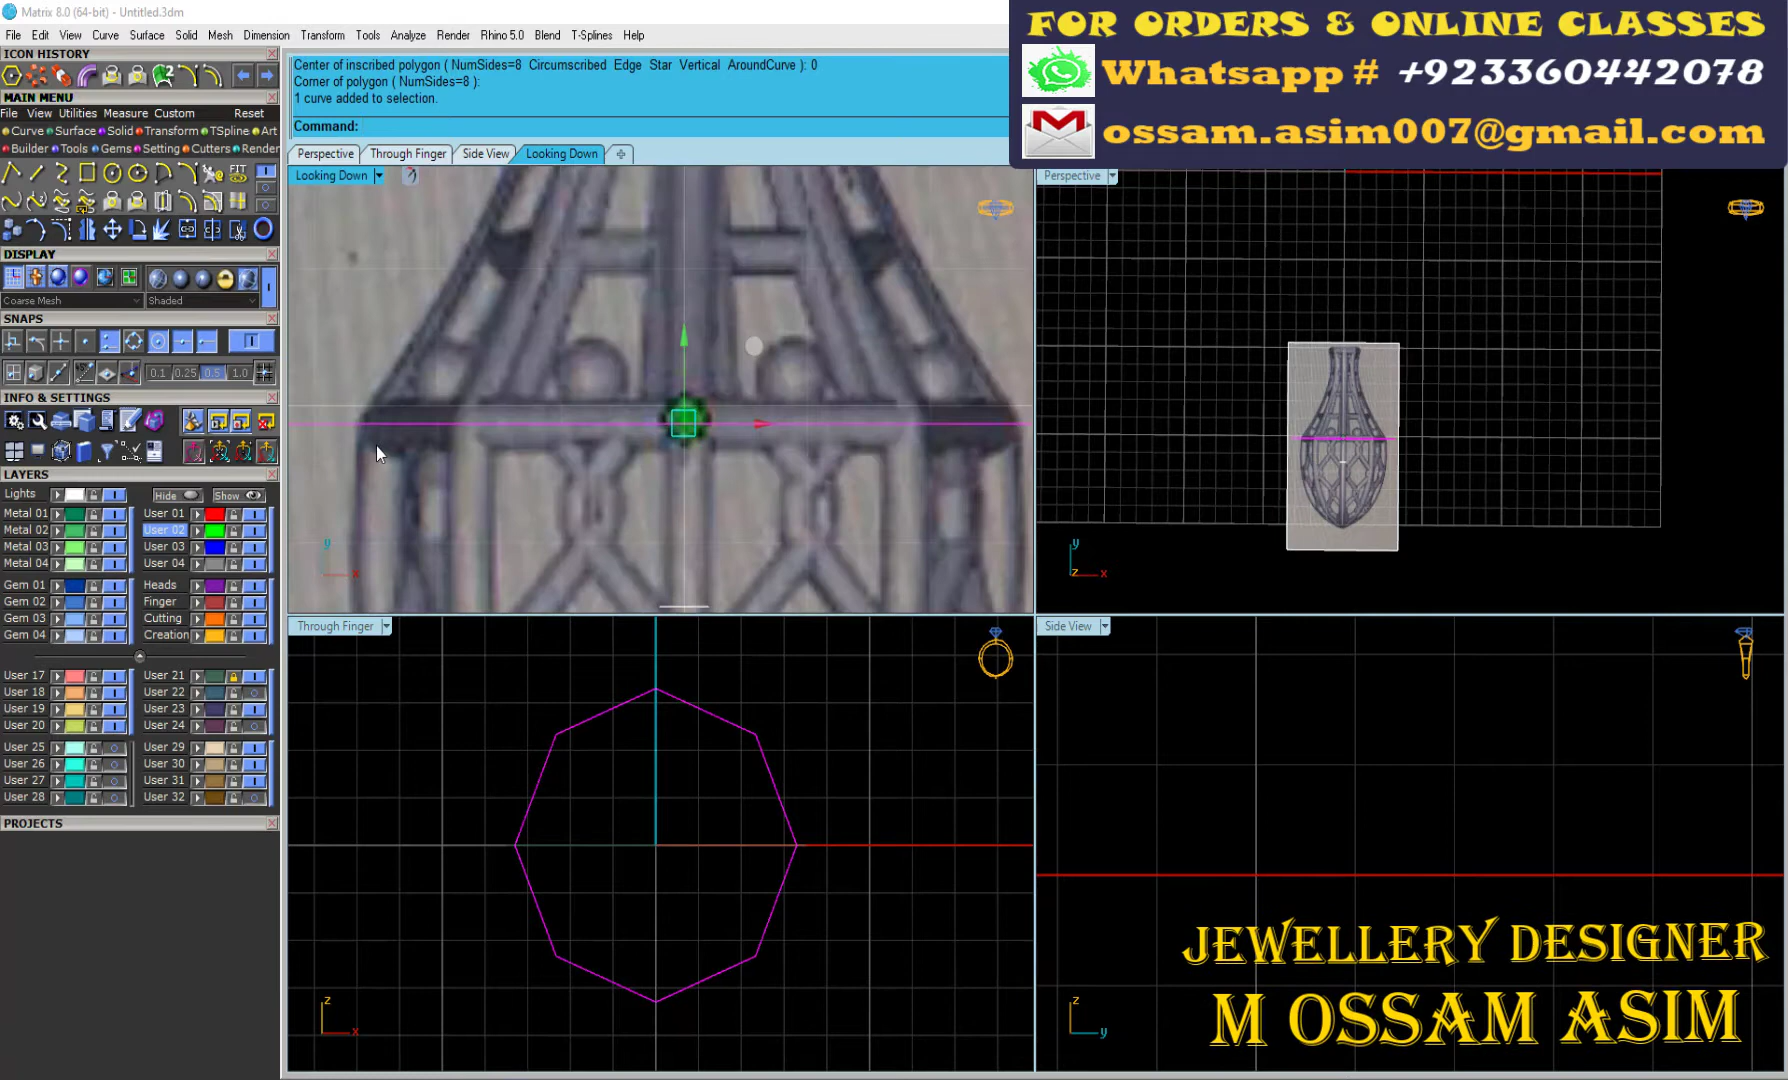 Matrix 8.0 (64-bit) - Untitled.3dm
File Edit View Curve Surface Solid Mesh Dimension Transform Tools Analyze Render Rhino 5.0 Blend T-Splines Help
ICON HISTORY
MAIN MENU
File View Utilities Measure Custom Reset
Curve Surface Solid Transform TSpline Art
Builder Tools Gems Setting Cutters Render
FIT
DISPLAY
Coarse Mesh Shaded
SNAPS
0.1 0.25 0.5 1.0
INFO & SETTINGS
LAYERS
Lights Hide Show
Metal 01 User 01
Metal 02 User 02
Metal 03 User 03
Metal 04 User 04
Gem 01 Heads
Gem 02 Finger
Gem 03 Cutting
Gem 04 Creation
User 17 User 21
User 18 User 22
User 19 User 23
User 20 User 24
User 25 User 29
User 26 User 30
User 27 User 31
User 28 User 32
PROJECTS
Center of inscribed polygon ( NumSides=8 Circumscribed Edge Star Vertical AroundCurve ): 0
Corner of polygon ( NumSides=8 ):
1 curve added to selection.
Command:
Perspective Through Finger Side View Looking Down
Looking Down
y
x
Perspective
y
z x
Through Finger
z
x
Side View
z
y
FOR ORDERS & ONLINE CLASSES
Whatsapp # +923360442078
ossam.asim007@gmail.com
JEWELLERY DESIGNER
M OSSAM ASIM